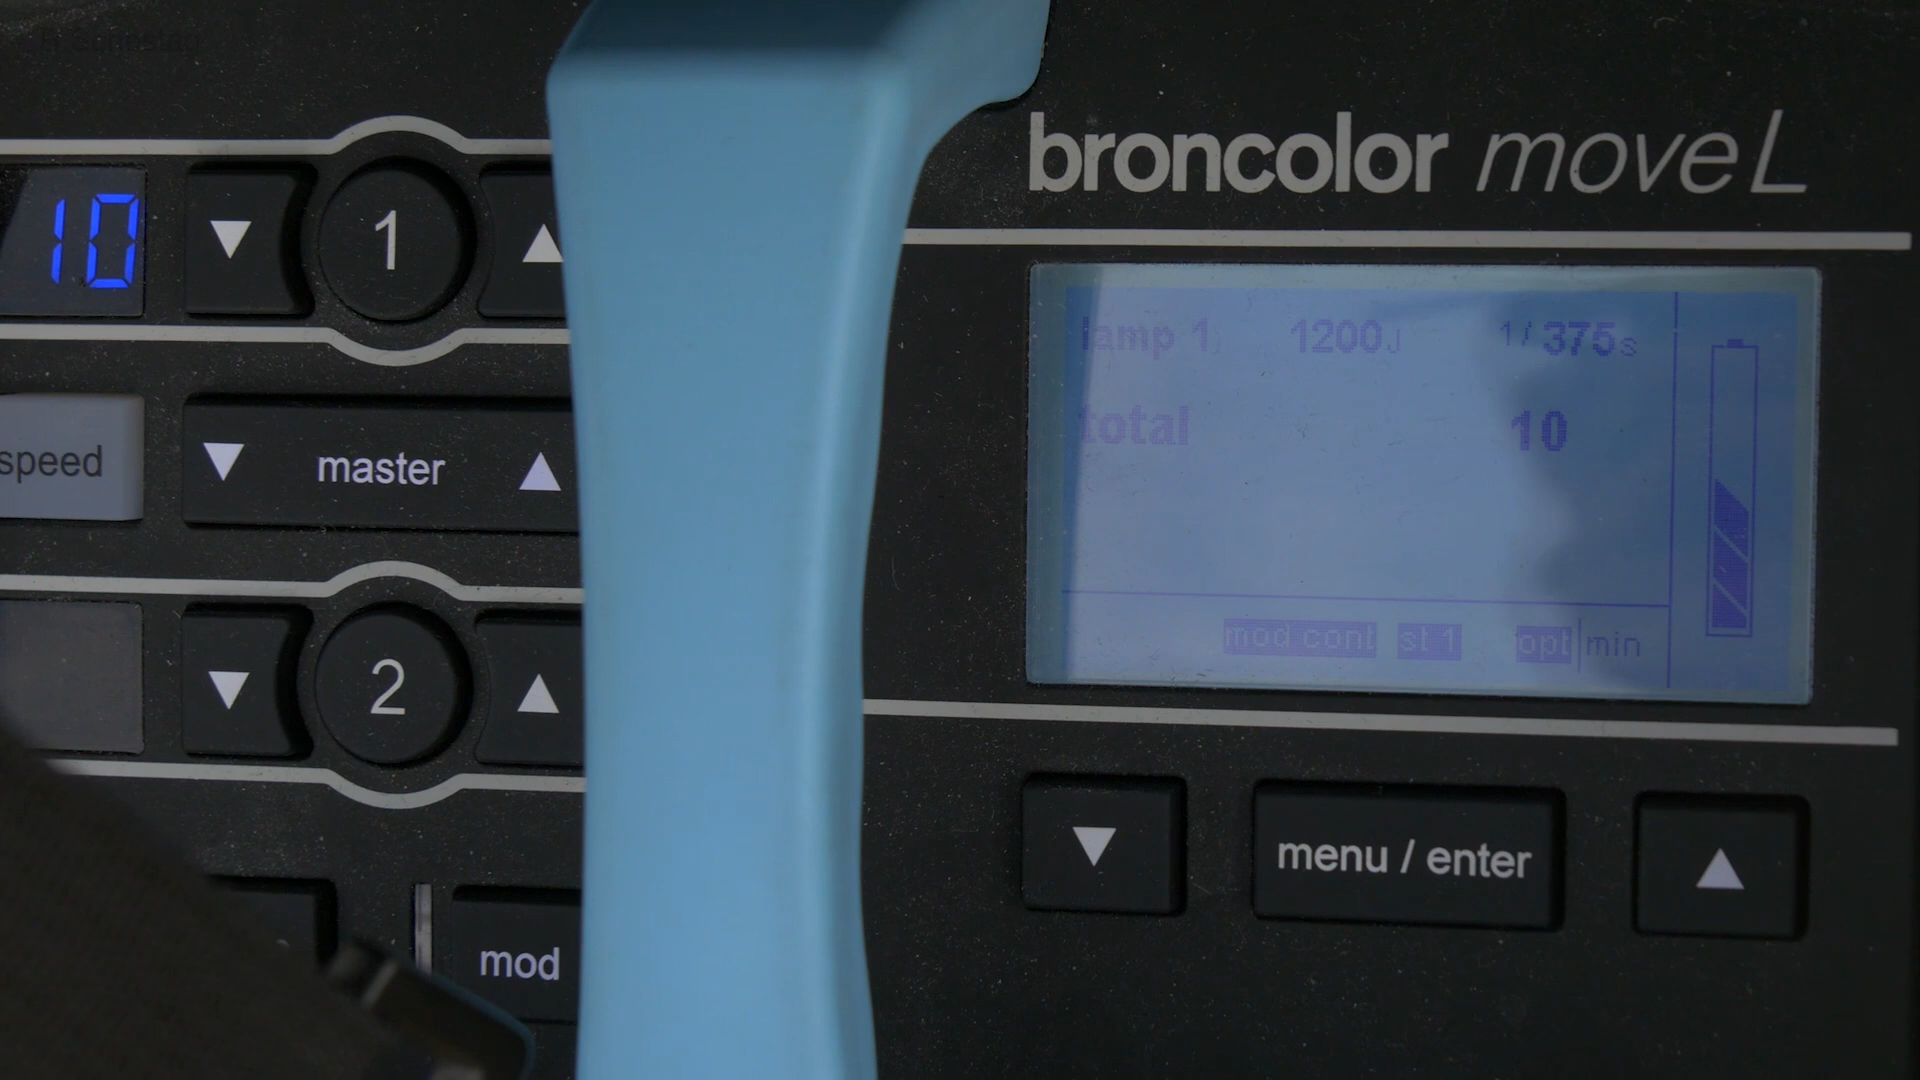 broncolor move L
10
▼ 1 ▲
lamp 1 1200J 1/375s
total 10
speed
▼ master ▲
mod cont st 1 opt min
▼ 2 ▲
▼ menu / enter ▲
mod